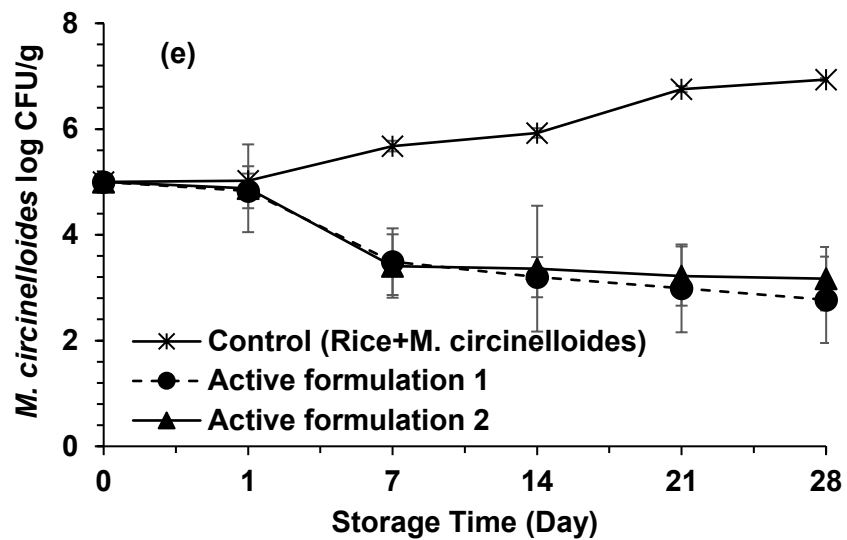 (e)
M. circinelloides log CFU/g
8
6
4
2
0
Control (Rice+M. circinelloides)
Active formulation 1
Active formulation 2
0 1 7 14 21 28
Storage Time (Day)